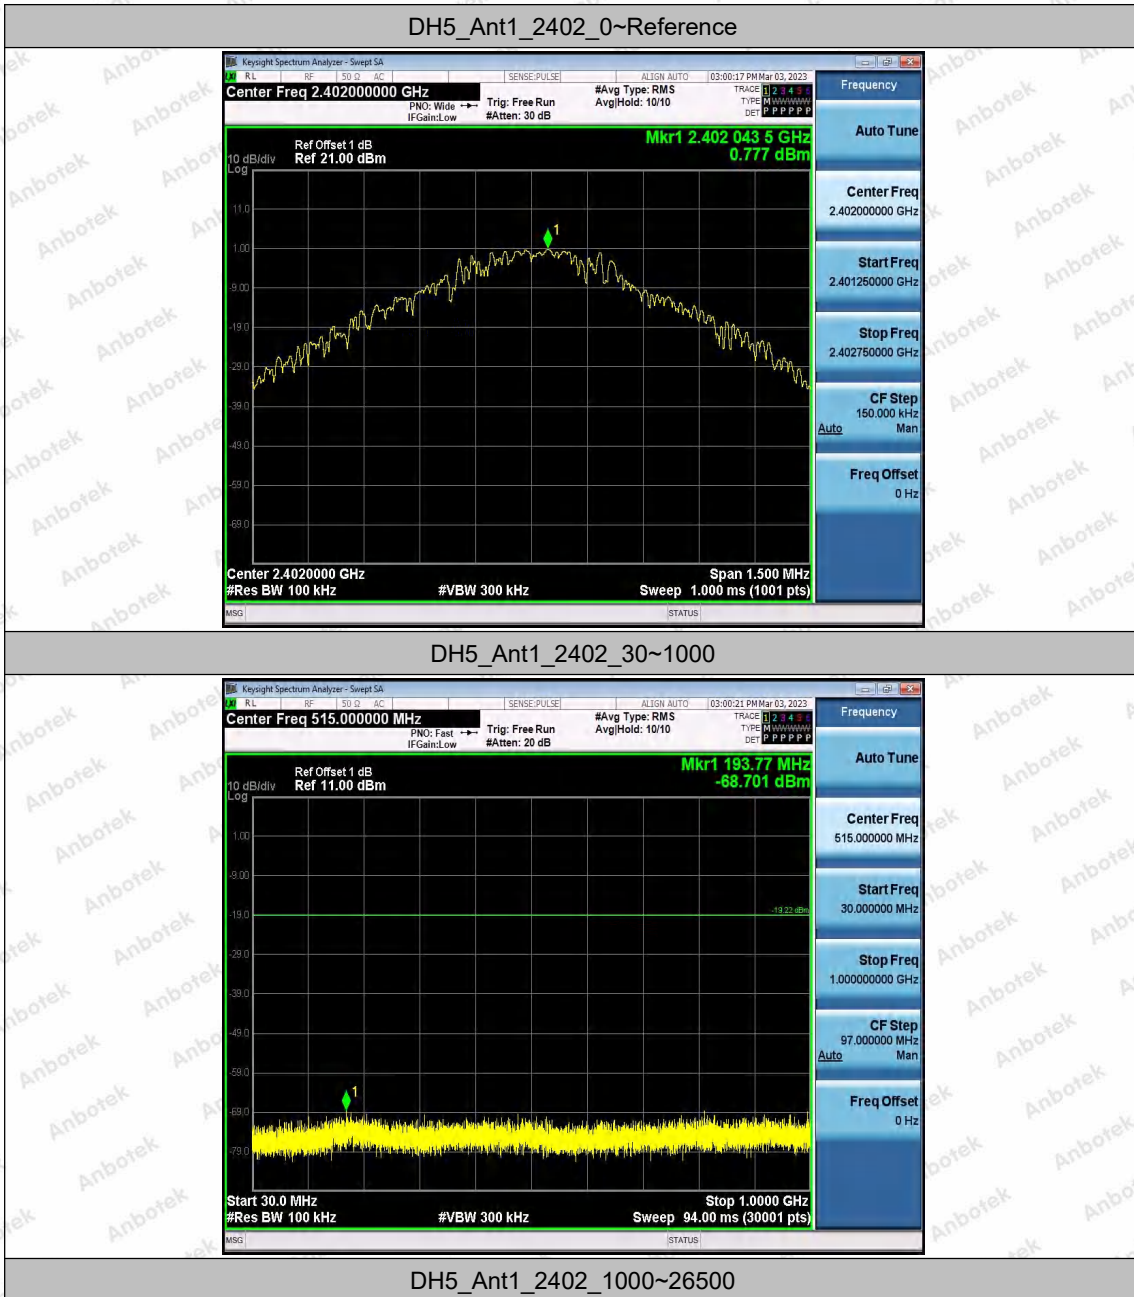 DH5_Ant1_2402_0~Reference
Keysight Spectrum Analyzer - Swept SA
RL RF 50 Ω AC SENSE:PULSE ALIGN AUTO 03:00:17 PM Mar 03, 2023
Center Freq 2.402000000 GHz
PNO: Wide
IFGain:Low
Trig: Free Run
#Atten: 30 dB
#Avg Type: RMS
Avg|Hold: 10/10
TRACE 1 2 3 4 5 6
TYPE M WWWWW
DET P P P P P P
Ref Offset 1 dB
10 dB/div Ref 21.00 dBm
Log
Mkr1 2.402 043 5 GHz
0.777 dBm
11.0
1.00
-9.00
-19.0
-29.0
-39.0
-49.0
-59.0
-69.0
1
Center 2.4020000 GHz Span 1.500 MHz
#Res BW 100 kHz #VBW 300 kHz Sweep 1.000 ms (1001 pts)
MSG STATUS
Frequency
Auto Tune
Center Freq
2.402000000 GHz
Start Freq
2.401250000 GHz
Stop Freq
2.402750000 GHz
CF Step
150.000 kHz
Auto Man
Freq Offset
0 Hz
DH5_Ant1_2402_30~1000
Keysight Spectrum Analyzer - Swept SA
RL RF 50 Ω AC SENSE:PULSE ALIGN AUTO 03:00:21 PM Mar 03, 2023
Center Freq 515.000000 MHz
PNO: Fast
IFGain:Low
Trig: Free Run
#Atten: 20 dB
#Avg Type: RMS
Avg|Hold: 10/10
TRACE 1 2 3 4 5 6
TYPE M WWWWW
DET P P P P P P
Ref Offset 1 dB
10 dB/div Ref 11.00 dBm
Log
Mkr1 193.77 MHz
-68.701 dBm
1.00
-9.00
-19.0
-19.22 dBm
-29.0
-39.0
-49.0
-59.0
-69.0
-79.0
1
Start 30.0 MHz Stop 1.0000 GHz
#Res BW 100 kHz #VBW 300 kHz Sweep 94.00 ms (30001 pts)
MSG STATUS
Frequency
Auto Tune
Center Freq
515.000000 MHz
Start Freq
30.000000 MHz
Stop Freq
1.000000000 GHz
CF Step
97.000000 MHz
Auto Man
Freq Offset
0 Hz
DH5_Ant1_2402_1000~26500
Anbotek